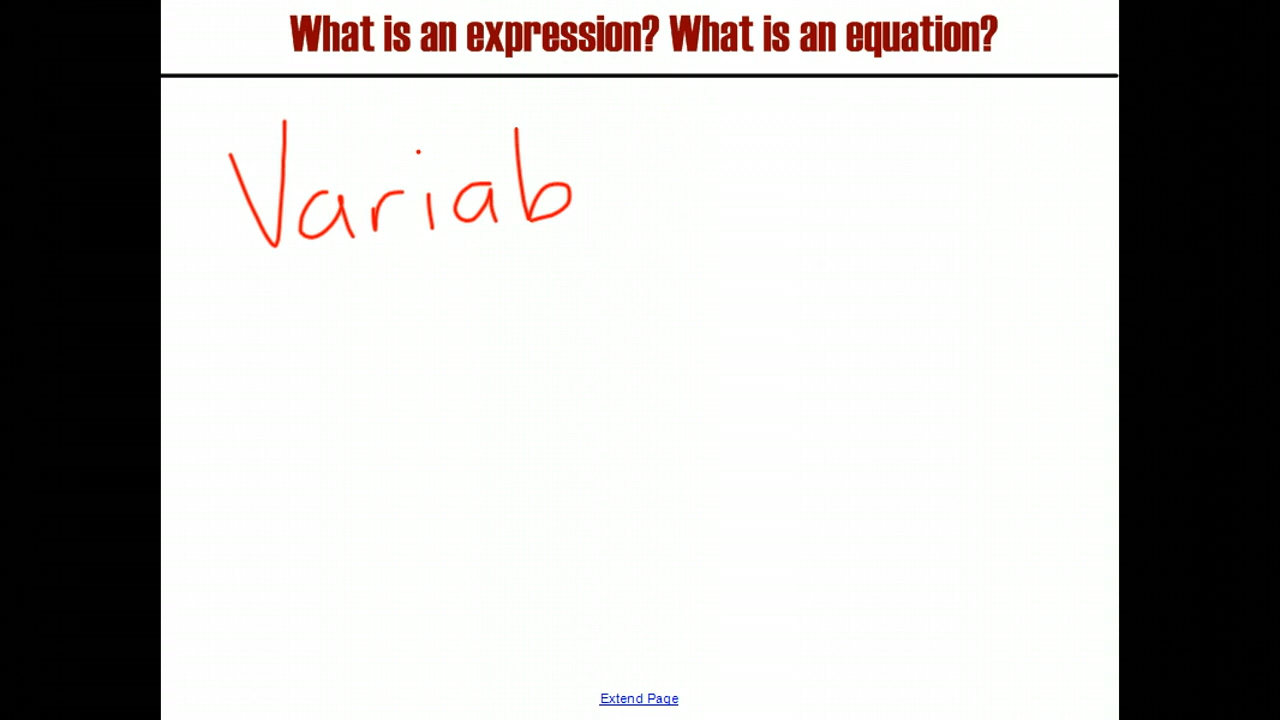 What is an expression? What is an equation?
Variab
Extend Page